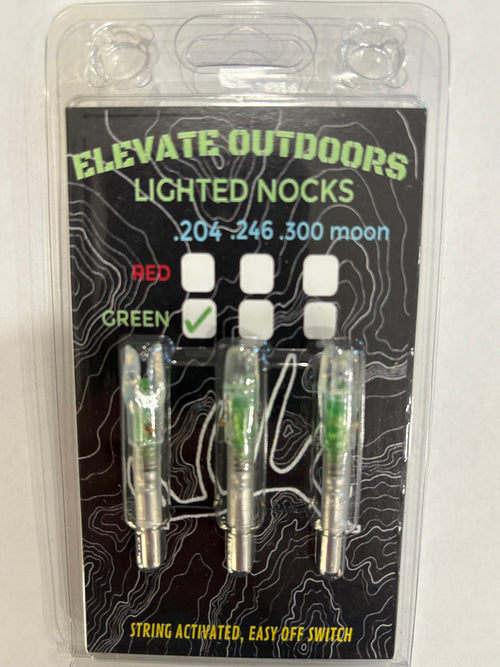 ELEVATE OUTDOORS
LIGHTED NOCKS
.204 .246 .300 moon
RED
GREEN ✓
STRING ACTIVATED, EASY OFF SWITCH